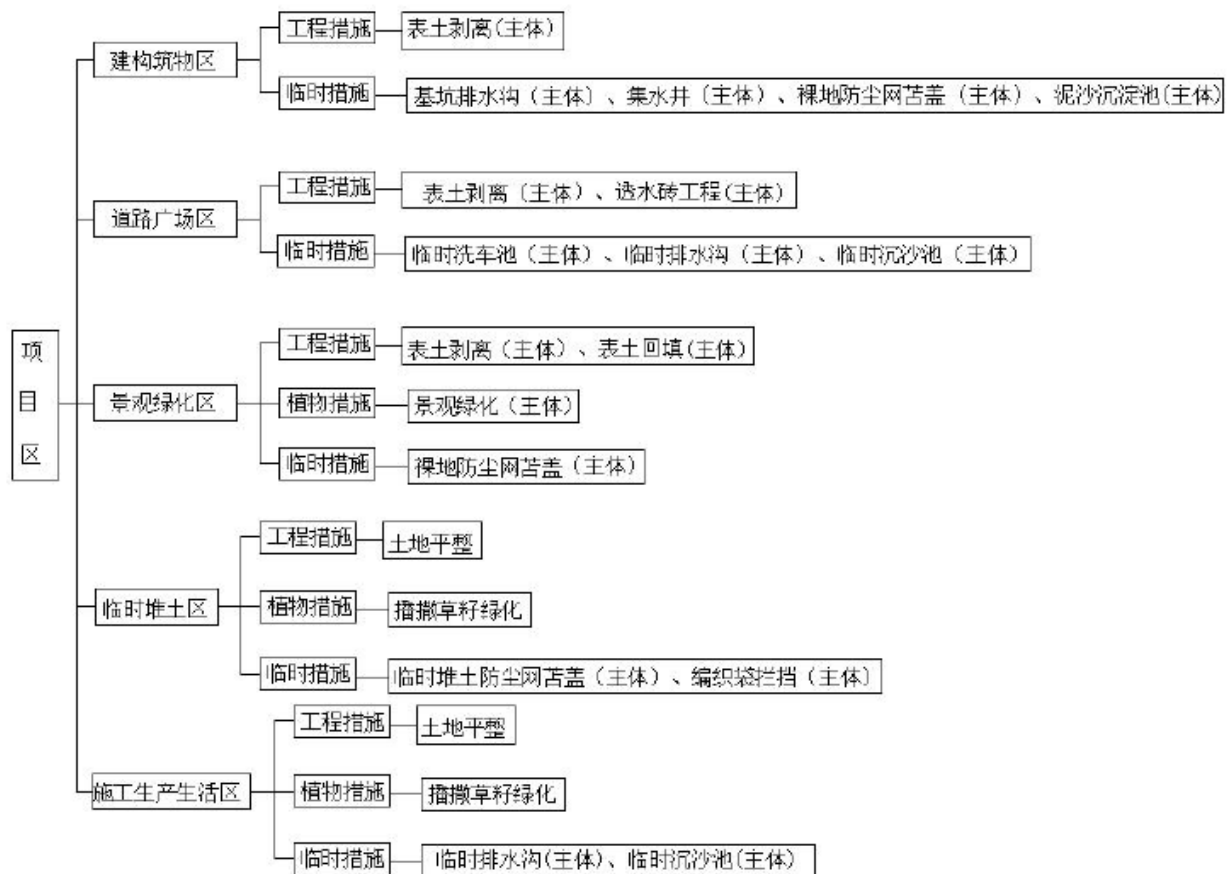 工程措施 表土剥离(主体)
建构筑物区
临时措施 基坑排水沟（主体〕、集水井（主体）、裸地防尘网苫盖（主体）、泥沙沉淀池(主体)
工程措施 表土剥离（主体）、透水砖工程(主体)
道路广场区
临时措施 临时洗车池（主体）、临时排水沟（主体）、临时沉沙池（主体）
工程措施 表土剥离（主体）、表土回填(主体)
项目区
景观绿化区 植物措施 景观绿化（主体）
临时措施 裸地防尘网苫盖（主体）
工程措施 土地平整
临时堆土区 植物措施 播撒草籽绿化
临时措施 临时堆土防尘网苫盖（主体）、编织袋拦挡（主体〕
工程措施 土地平整
施工生产生活区 植物措施 播撒草籽绿化
临时措施 临时排水沟(主体)、临时沉沙池(主体）